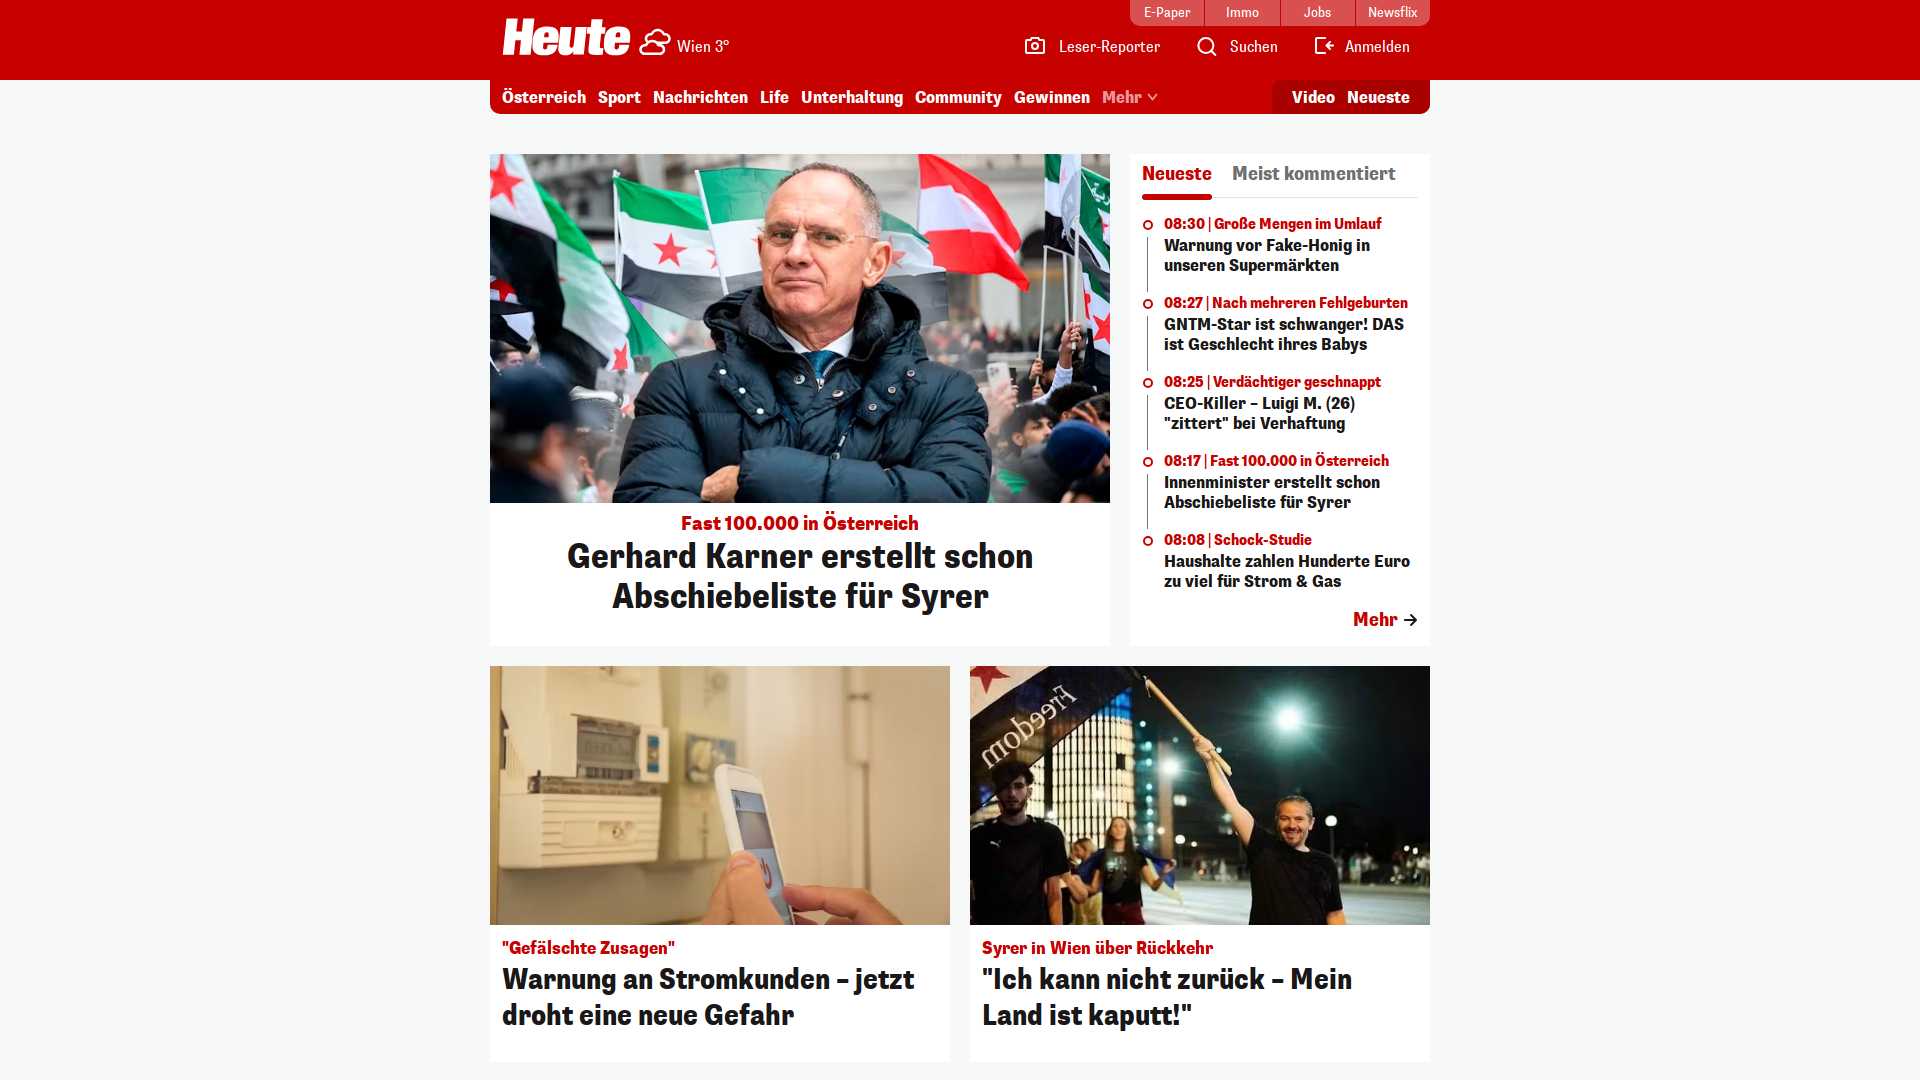 E-Paper
Immo
Jobs
Newsflix
Heute
Wien 3°
Leser-Reporter
Suchen
Anmelden
Österreich
Sport
Nachrichten
Life
Unterhaltung
Community
Gewinnen
Mehr
Video
Neueste
Fast 100.000 in Österreich
Gerhard Karner erstellt schon
Abschiebeliste für Syrer
Neueste
Meist kommentiert
08:30 | Große Mengen im Umlauf
Warnung vor Fake-Honig in
unseren Supermärkten
08:27 | Nach mehreren Fehlgeburten
GNTM-Star ist schwanger! DAS
ist Geschlecht ihres Babys
08:25 | Verdächtiger geschnappt
CEO-Killer – Luigi M. (26)
"zittert" bei Verhaftung
08:17 | Fast 100.000 in Österreich
Innenminister erstellt schon
Abschiebeliste für Syrer
08:08 | Schock-Studie
Haushalte zahlen Hunderte Euro
zu viel für Strom & Gas
Mehr
"Gefälschte Zusagen"
Warnung an Stromkunden – jetzt
droht eine neue Gefahr
Freedom
Syrer in Wien über Rückkehr
"Ich kann nicht zurück – Mein
Land ist kaputt!"